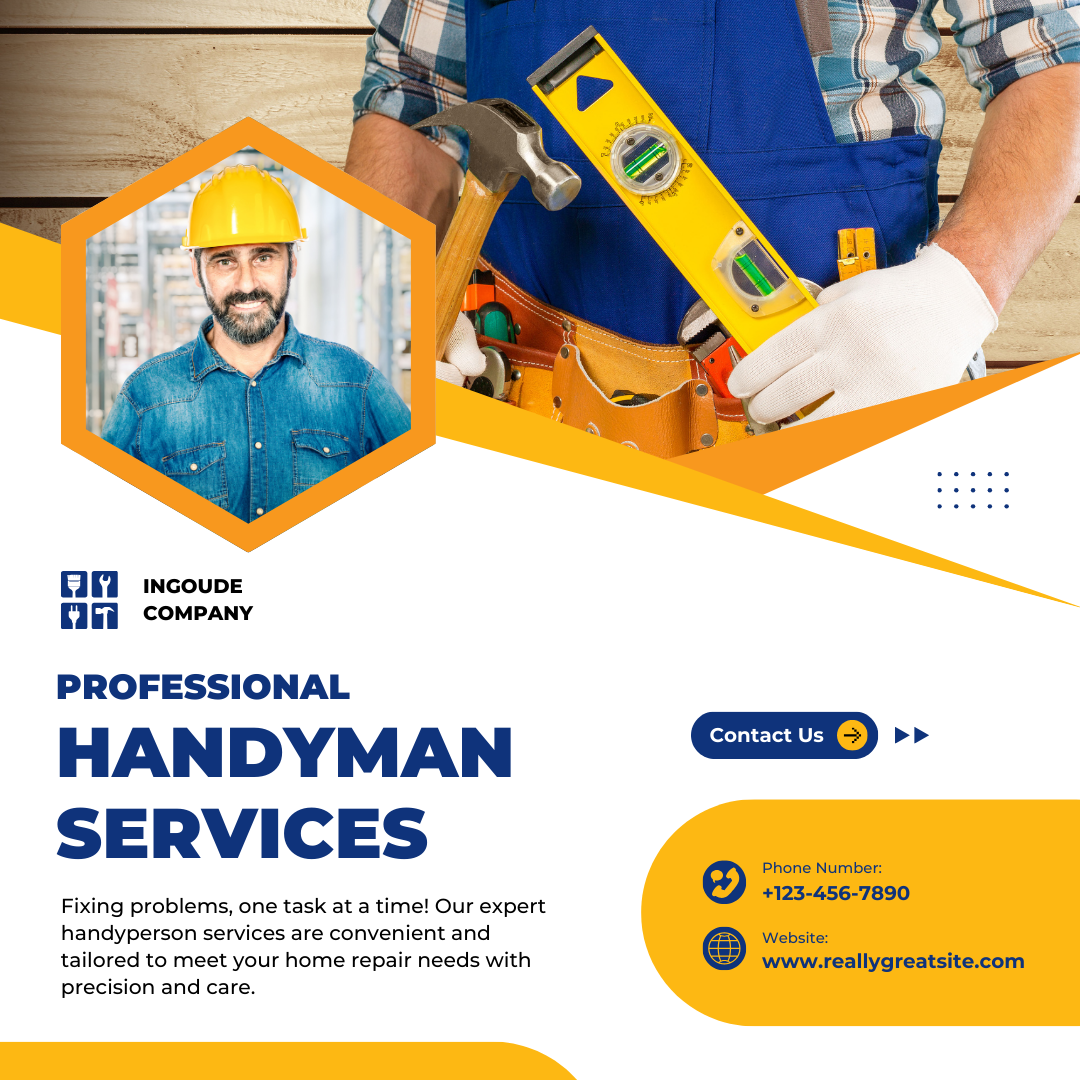 INGOUDE
COMPANY
PROFESSIONAL
HANDYMAN
SERVICES
Fixing problems, one task at a time! Our expert
handyperson services are convenient and
tailored to meet your home repair needs with
precision and care.
Contact Us
Phone Number:
+123-456-7890
Website:
www.reallygreatsite.com